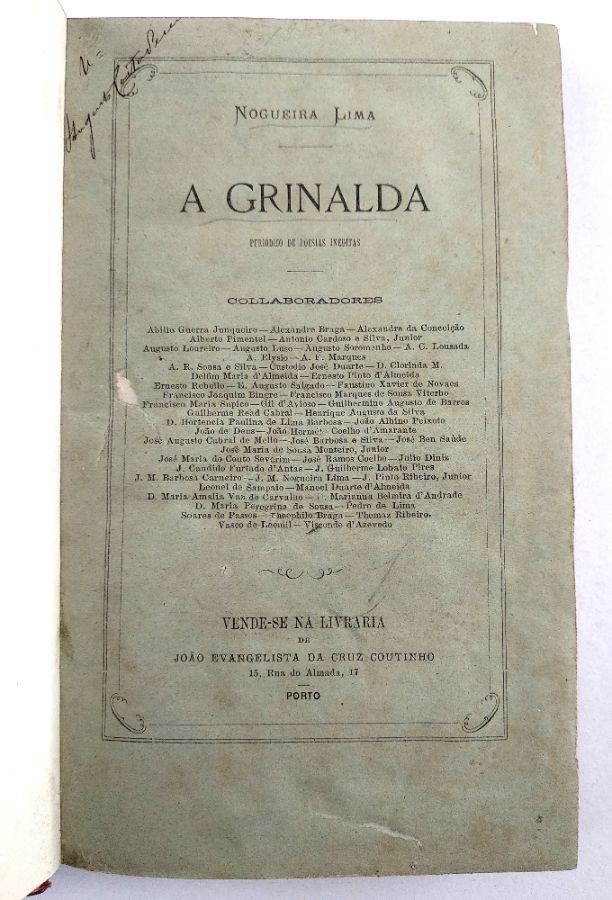 Nº
Augusto
NOGUEIRA LIMA
A GRINALDA
PERIODICO DE POESIAS INEDITAS
COLLABORADORES
Abilio Guerra Junqueiro—Alexandre Braga—Alexandre da Conceição
Alberto Pimentel—Antonio Cardoso e Silva, Junior
Augusto Loureiro—Augusto Luso—Augusto Soromenho—A. C. Lousada
A. Elysio—A. F. Marques
A. R. Sousa e Silva—Custodio José Duarte—D. Clorinda M.
Delfim Maria d'Almeida—Ernesto Pinto d'Almeida
Ernesto Rebello—E. Augusto Salgado—Faustino Xavier de Novaes
Francisco Joaquim Bingre—Francisco Marques de Sousa Viterbo
Francisco Maria Supico—Gil d'Avioso—Guilhermino Augusto de Barros
Guilherme Read Cabral—Henrique Augusto da Silva
D. Hortencia Paulina de Lima Barbosa—João Albino Peixoto
João de Deus—João Hermeto Coelho d'Amarante
José Augusto Cabral de Mello—José Barbosa e Silva—José Ben Saúde
José Maria de Sousa Monteiro, Junior
José Maria do Couto Severim—José Ramos Coelho—Julio Diniz
J. Candido Furtado d'Antas—J. Guilherme Lobato Pires
J. M. Barbosa Carneiro—J. M. Nogueira Lima—J. Pinto Ribeiro, Junior
Leonel de Sampaio—Manoel Duarte d'Almeida
D. Maria Amalia Vaz de Carvalho—D. Marianna Belmira d'Andrade
D. Maria Peregrina de Sousa—Pedro de Lima
Soares de Passos—Theophilo Braga—Thomaz Ribeiro.
Vasco de Leouil—Visconde d'Azevedo
VENDE-SE NA LIVRARIA
DE
JOÃO EVANGELISTA DA CRUZ COUTINHO
15, Rua do Almada, 17
PORTO